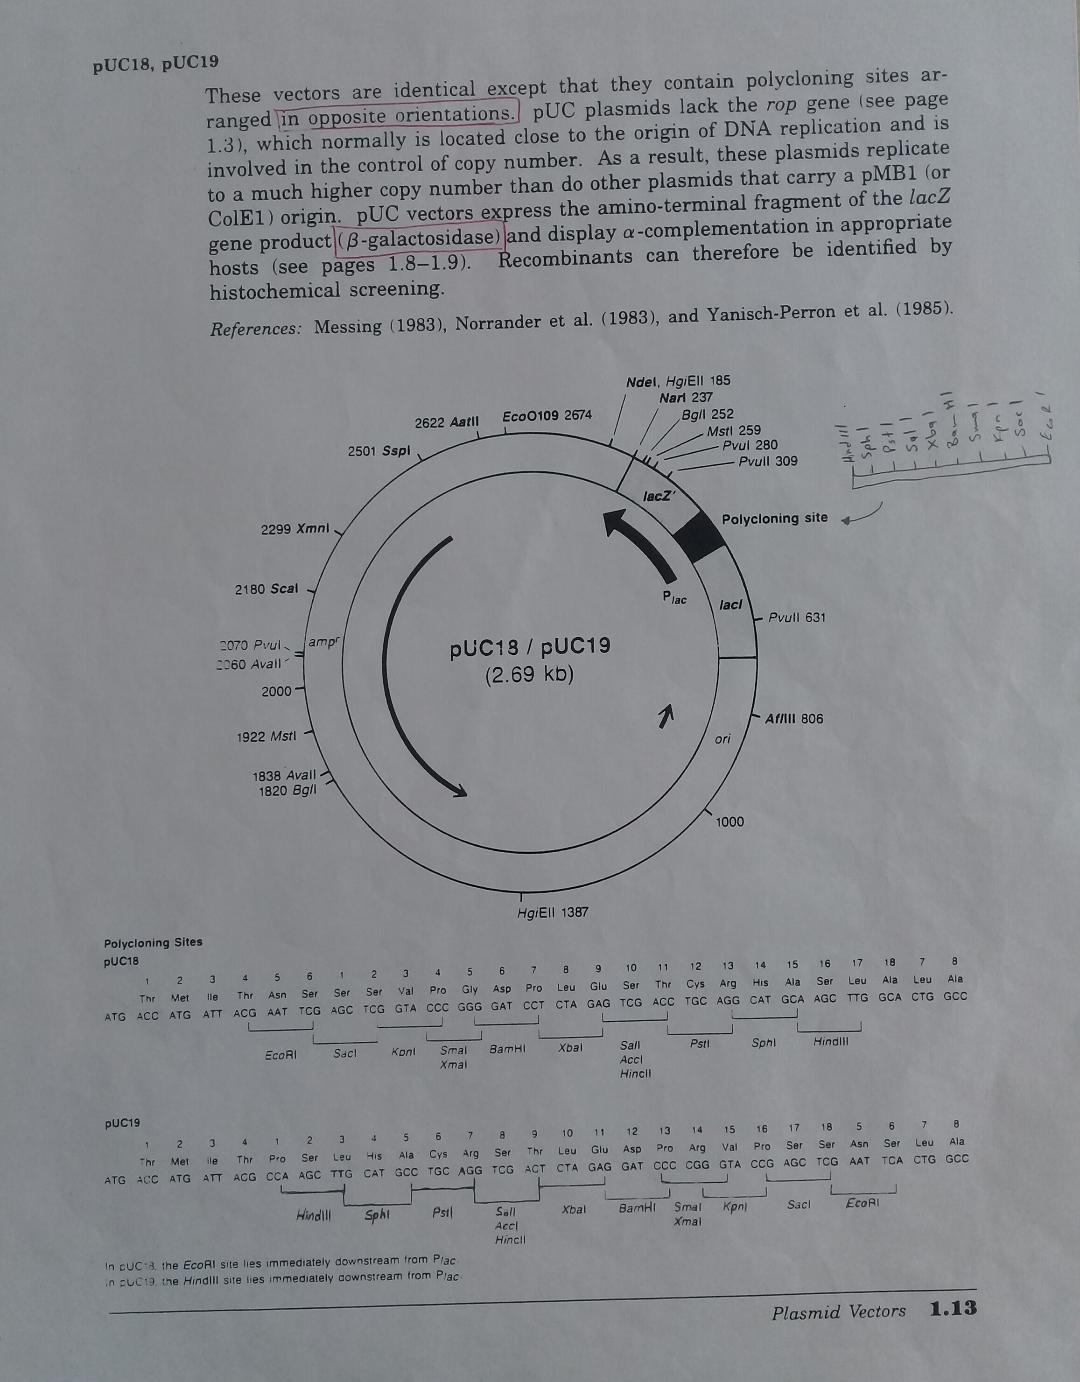 pUC18, pUC19
These vectors are identical except that they contain polycloning sites ar-
ranged in opposite orientations. pUC plasmids lack the rop gene (see page
1.3), which normally is located close to the origin of DNA replication and is
involved in the control of copy number. As a result, these plasmids replicate
to a much higher copy number than do other plasmids that carry a pMB1 (or
ColE1) origin. pUC vectors express the amino-terminal fragment of the lacZ
gene product (β-galactosidase) and display α-complementation in appropriate
hosts (see pages 1.8–1.9). Recombinants can therefore be identified by
histochemical screening.
References: Messing (1983), Norrander et al. (1983), and Yanisch-Perron et al. (1985).
NdeI, HgiEII 185
NarI 237
BglI 252
MstI 259
PvuI 280
PvuII 309
EcoO109 2674
2622 AatII
2501 SspI
2299 XmnI
2180 ScaI
2070 PvuI
2060 AvaII
2000
1922 MstI
1838 AvaII
1820 BglI
HgiEII 1387
1000
AflIII 806
PvuII 631
Polycloning site
Hind III
Sph I
Pst I
Sal I
Xba I
Bam HI
Sma I
Kpn I
Sac I
Eco R I
lacZ'
Plac
lacI
ori
ampr
pUC18 / pUC19
(2.69 kb)
Polycloning Sites
pUC18
1 2 3 4 5 6 1 2 3 4 5 6 7 8 9 10 11 12 13 14 15 16 17 18 7 8
Thr Met Ile Thr Asn Ser Ser Ser Val Pro Gly Asp Pro Leu Glu Ser Thr Cys Arg His Ala Ser Leu Ala Leu Ala
ATG ACC ATG ATT ACG AAT TCG AGC TCG GTA CCC GGG GAT CCT CTA GAG TCG ACC TGC AGG CAT GCA AGC TTG GCA CTG GCC
EcoRI SacI KpnI SmaI BamHI XbaI SalI PstI SphI HindIII
XmaI AccI
HincII
pUC19
1 2 3 4 1 2 3 4 5 6 7 8 9 10 11 12 13 14 15 16 17 18 5 6 7 8
Thr Met Ile Thr Pro Ser Leu His Ala Cys Arg Ser Thr Leu Glu Asp Pro Arg Val Pro Ser Ser Asn Ser Leu Ala
ATG ACC ATG ATT ACG CCA AGC TTG CAT GCC TGC AGG TCG ACT CTA GAG GAT CCC CGG GTA CCG AGC TCG AAT TCA CTG GCC
HindIII SphI PstI SalI XbaI BamHI SmaI KpnI SacI EcoRI
AccI XmaI
HincII
In pUC18, the EcoRI site lies immediately downstream from Plac.
In pUC19, the HindIII site lies immediately downstream from Plac.
Plasmid Vectors 1.13